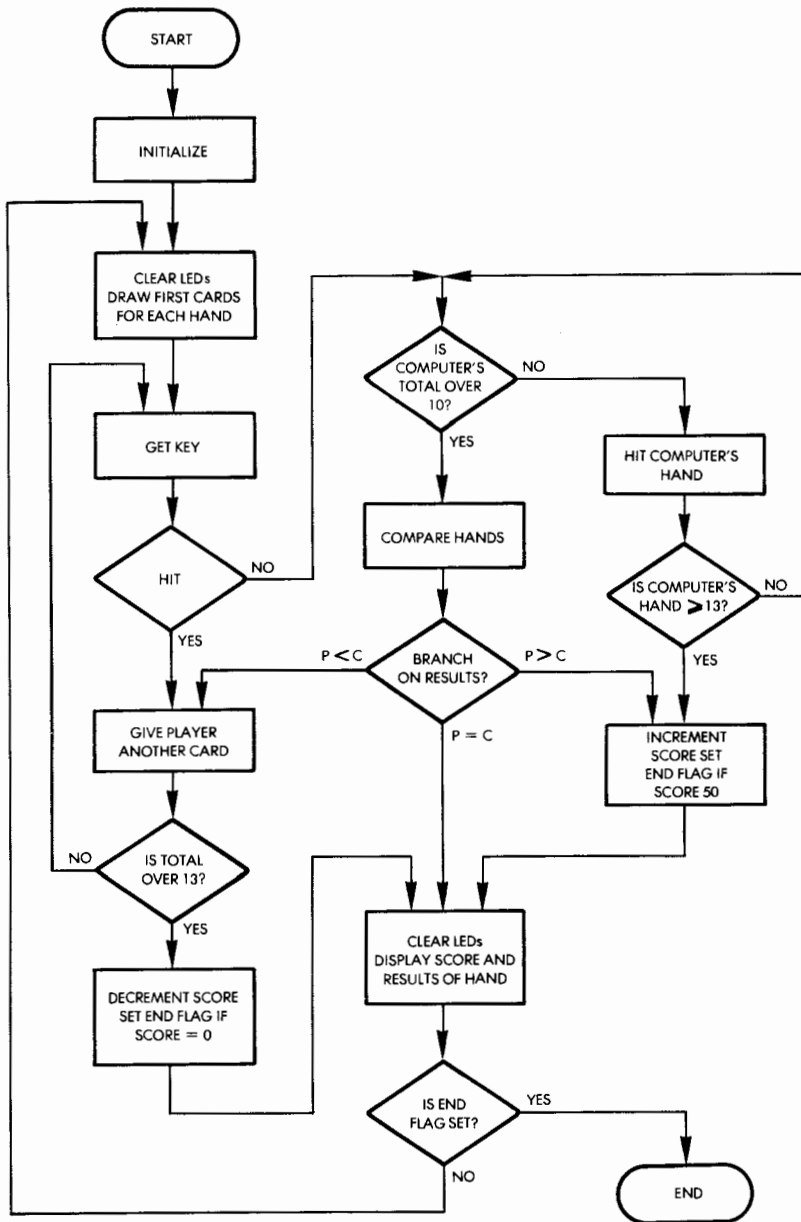 START
INITIALIZE
CLEAR LEDs
DRAW FIRST CARDS
FOR EACH HAND
GET KEY
HIT
NO
YES
GIVE PLAYER
ANOTHER CARD
IS TOTAL
OVER 13?
NO
YES
DECREMENT SCORE
SET END FLAG IF
SCORE = 0
IS
COMPUTER'S
TOTAL OVER
10?
NO
YES
COMPARE HANDS
BRANCH
ON RESULTS?
P < C
P > C
P = C
HIT COMPUTER'S
HAND
IS COMPUTER'S
HAND ⩾ 13?
NO
YES
INCREMENT
SCORE SET
END FLAG IF
SCORE 50
CLEAR LEDs
DISPLAY SCORE AND
RESULTS OF HAND
IS END
FLAG SET?
YES
NO
END